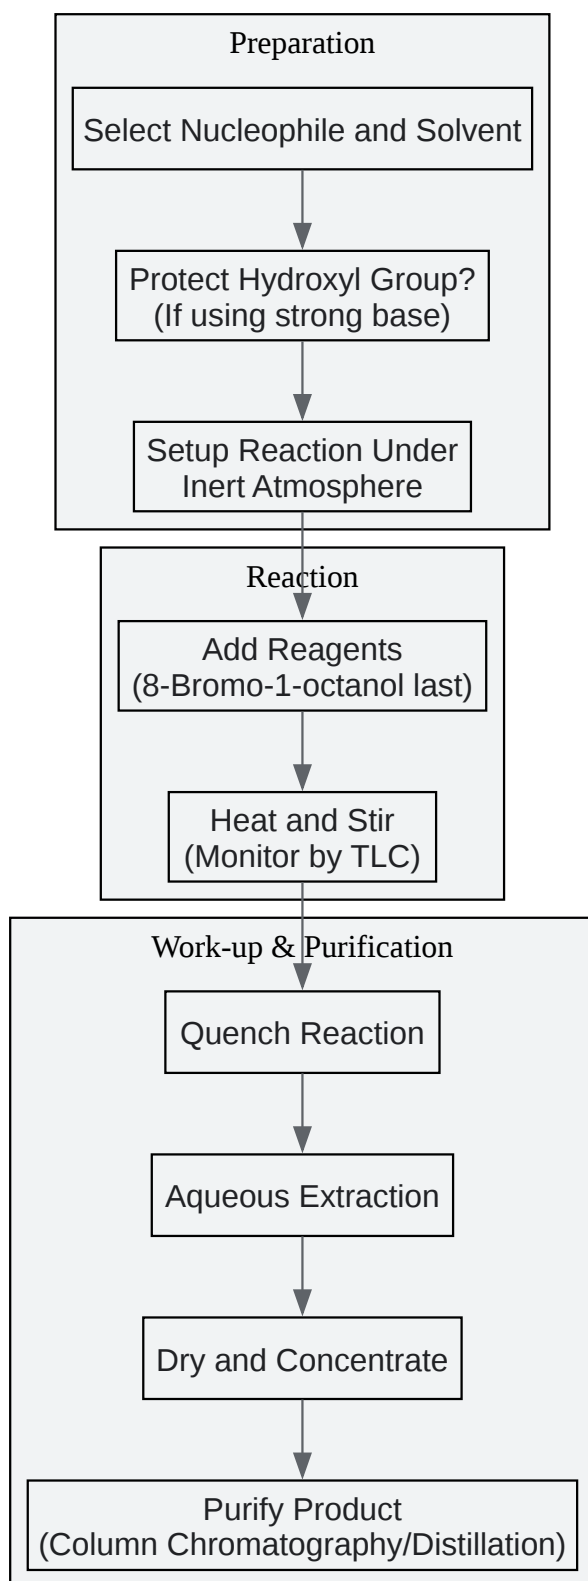 Preparation
Select Nucleophile and Solvent
Protect Hydroxyl Group?
(If using strong base)
Setup Reaction Under
Inert Atmosphere
Reaction
Add Reagents
(8-Bromo-1-octanol last)
Heat and Stir
(Monitor by TLC)
Work-up & Purification
Quench Reaction
Aqueous Extraction
Dry and Concentrate
Purify Product
(Column Chromatography/Distillation)